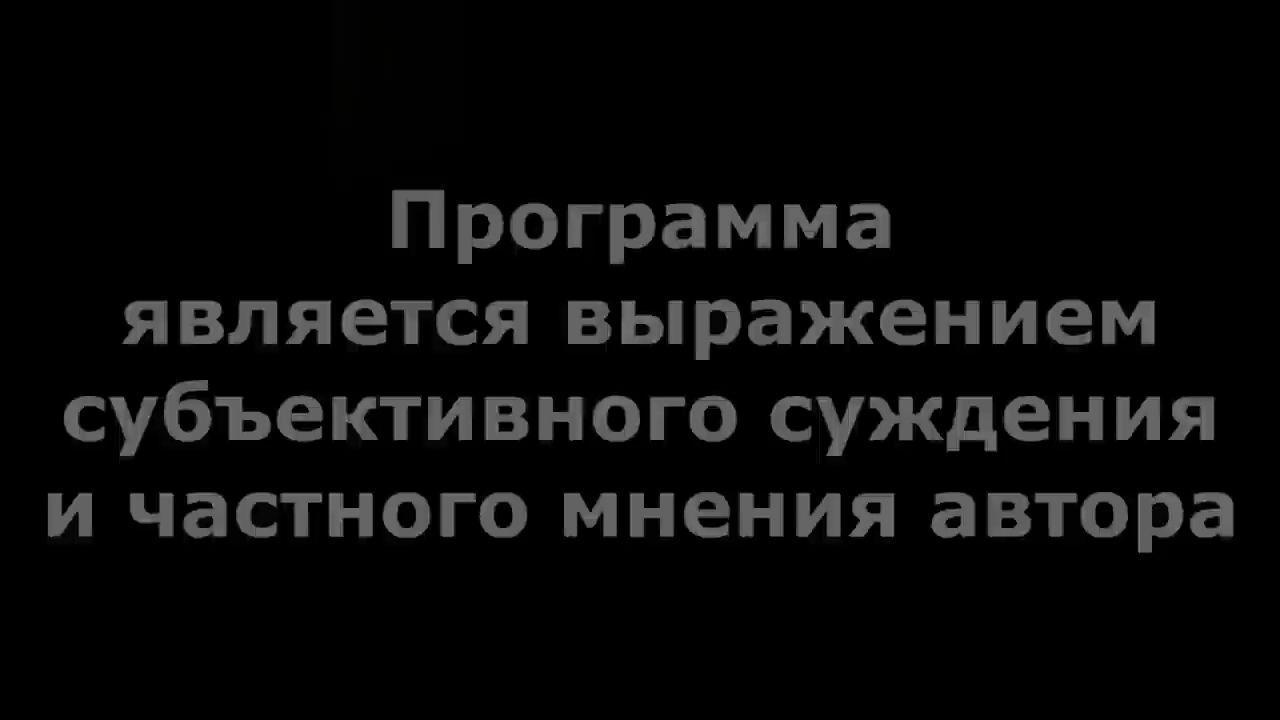 Программа
является выражением
субъективного суждения
и частного мнения автора